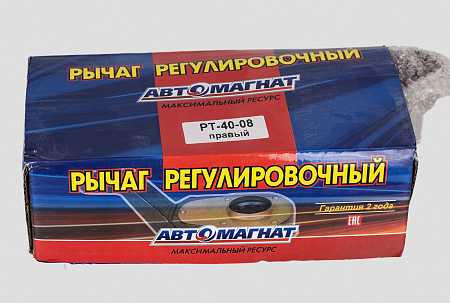 РЫЧАГ РЕГУЛИРОВОЧНЫЙ
АВТОМАГНАТ
МАКСИМАЛЬНЫЙ РЕСУРС
РТ-40-08
правый
РЫЧАГ РЕГУЛИРОВОЧНЫЙ
Гарантия 2 года
EAC
АВТОМАГНАТ
МАКСИМАЛЬНЫЙ РЕСУРС